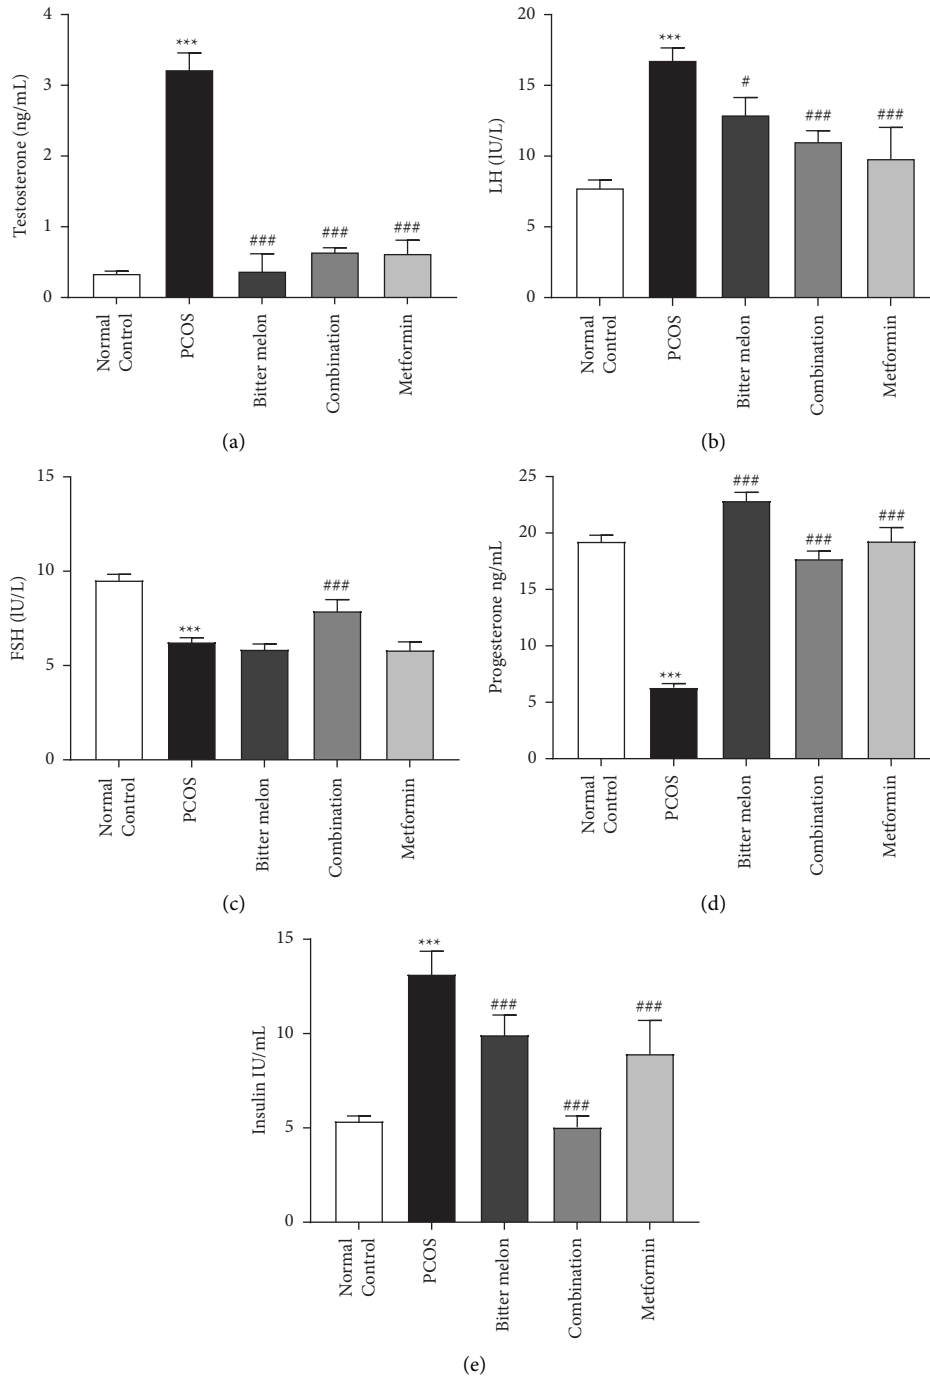 4
3
2
1
0
Testosterone (ng/mL)
***
###
###
###
Normal
Control
PCOS
Bitter melon
Combination
Metformin
(a)
20
15
10
5
0
LH (lU/L)
***
#
###
###
Normal
Control
PCOS
Bitter melon
Combination
Metformin
(b)
15
10
5
0
FSH (lU/L)
***
###
Normal
Control
PCOS
Bitter melon
Combination
Metformin
(c)
25
20
15
10
5
0
Progesterone ng/mL
***
###
###
###
Normal
Control
PCOS
Bitter melon
Combination
Metformin
(d)
15
10
5
0
Insulin IU/mL
***
###
###
###
Normal
Control
PCOS
Bitter melon
Combination
Metformin
(e)